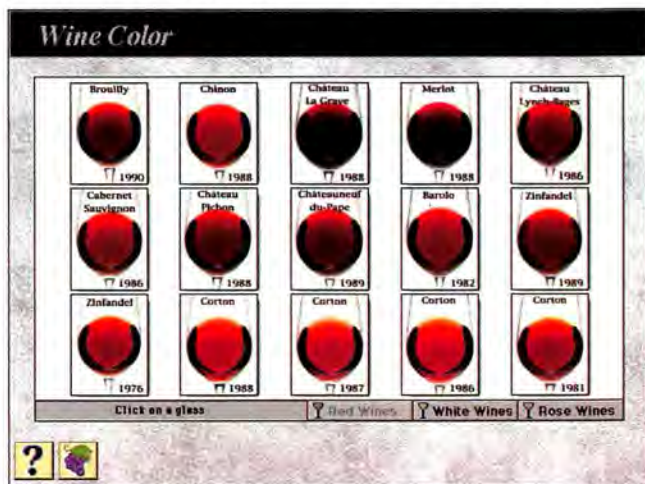 Wine Color
Brouilly
1990
Chinon
1988
Château
La Grave
1988
Merlot
1988
Château
Lynch-Bages
1986
Cabernet
Sauvignon
1986
Château
Pichon
1988
Châteauneuf
du-Pape
1989
Barolo
1982
Zinfandel
1989
Zinfandel
1976
Corton
1988
Corton
1987
Corton
1986
Corton
1981
Click on a glass
Red Wines
White Wines
Rose Wines
?